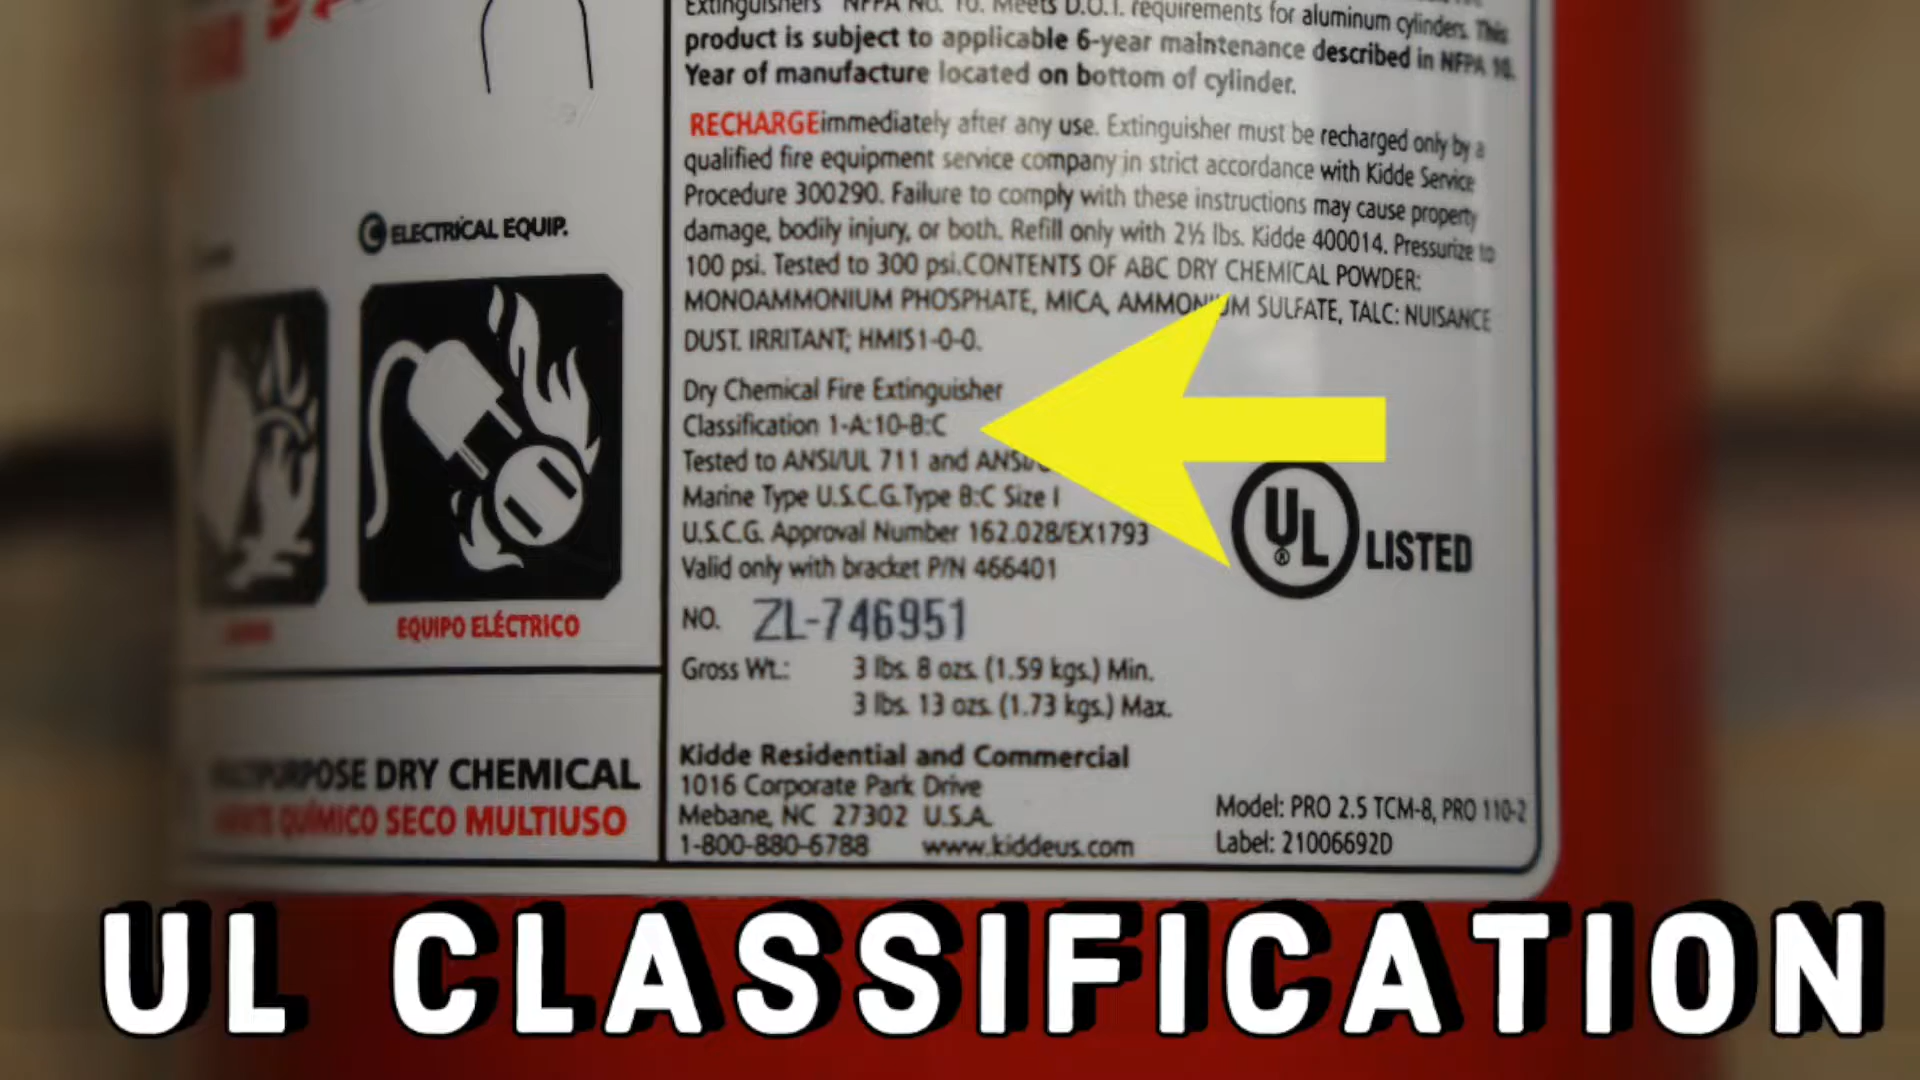 Extinguishers" NFPA No. 10. Meets D.O.T. requirements for aluminum cylinders. This
product is subject to applicable 6-year maintenance described in NFPA 10.
Year of manufacture located on bottom of cylinder.
RECHARGE immediately after any use. Extinguisher must be recharged only by a
qualified fire equipment service company in strict accordance with Kidde Service
Procedure 300290. Failure to comply with these instructions may cause property
damage, bodily injury, or both. Refill only with 2½ lbs. Kidde 400014. Pressurize to
100 psi. Tested to 300 psi.CONTENTS OF ABC DRY CHEMICAL POWDER:
MONOAMMONIUM PHOSPHATE, MICA, AMMONIUM SULFATE, TALC: NUISANCE
DUST. IRRITANT; HMIS1-0-0.
Dry Chemical Fire Extinguisher
Classification 1-A:10-B:C
Tested to ANSI/UL 711 and
Marine Type U.S.C.G.Type B:C Size I
U.S.C.G. Approval Number 162.028/EX1793
Valid only with bracket P/N 466401
NO. ZL-746951
Gross Wt.: 3 lbs. 8 ozs. (1.59 kgs.) Min.
3 lbs. 13 ozs. (1.73 kgs.) Max.
Kidde Residential and Commercial
1016 Corporate Park Drive
Mebane, NC 27302 U.S.A.
1-800-880-6788 www.kiddeus.com
UL LISTED
Model: PRO 2.5 TCM-8, PRO 110-2
Label: 21006692D
C ELECTRICAL EQUIP.
EQUIPO ELÉCTRICO
DRY CHEMICAL
QUÍMICO SECO MULTIUSO
UL CLASSIFICATION